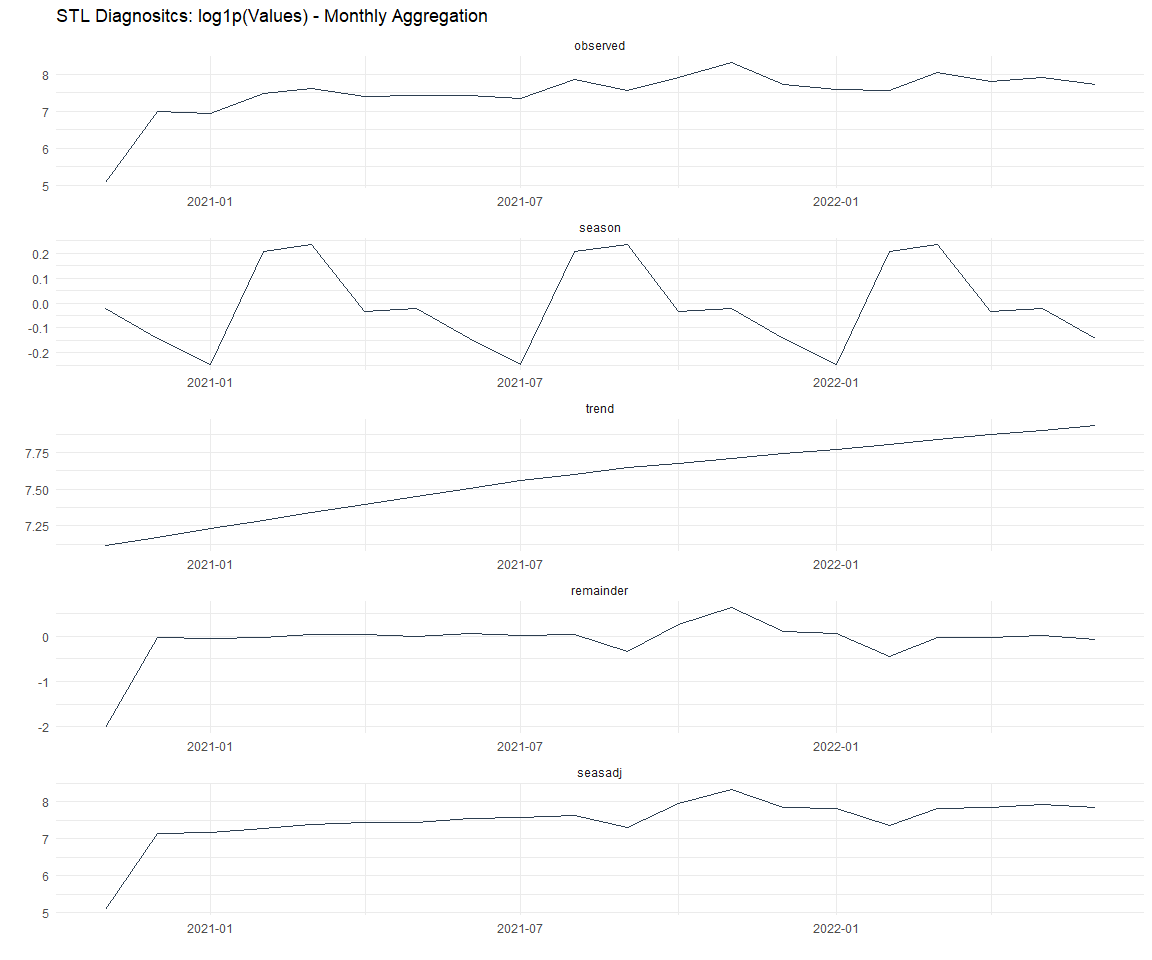 STL Diagnositcs: log1p(Values) - Monthly Aggregation
observed
8
7
6
5
2021-01 2021-07 2022-01
season
0.2
0.1
0.0
-0.1
-0.2
2021-01 2021-07 2022-01
trend
7.75
7.50
7.25
2021-01 2021-07 2022-01
remainder
0
-1
-2
2021-01 2021-07 2022-01
seasadj
8
7
6
5
2021-01 2021-07 2022-01